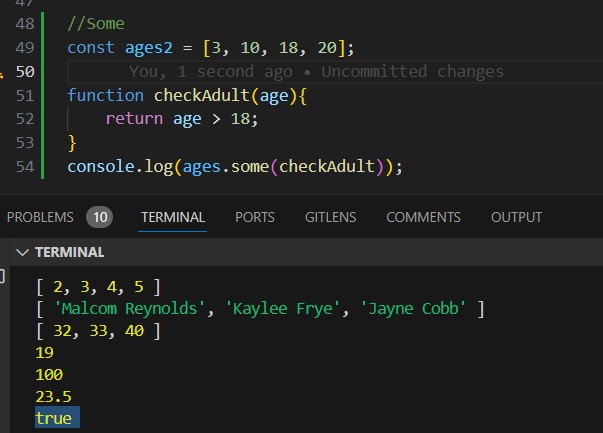 47
48 //Some
49 const ages2 = [3, 10, 18, 20];
50 You, 1 second ago • Uncommitted changes
51 function checkAdult(age){
52 return age > 18;
53 }
54 console.log(ages.some(checkAdult));
PROBLEMS 10 TERMINAL PORTS GITLENS COMMENTS OUTPUT
TERMINAL
[ 2, 3, 4, 5 ]
[ 'Malcom Reynolds', 'Kaylee Frye', 'Jayne Cobb' ]
[ 32, 33, 40 ]
19
100
23.5
true